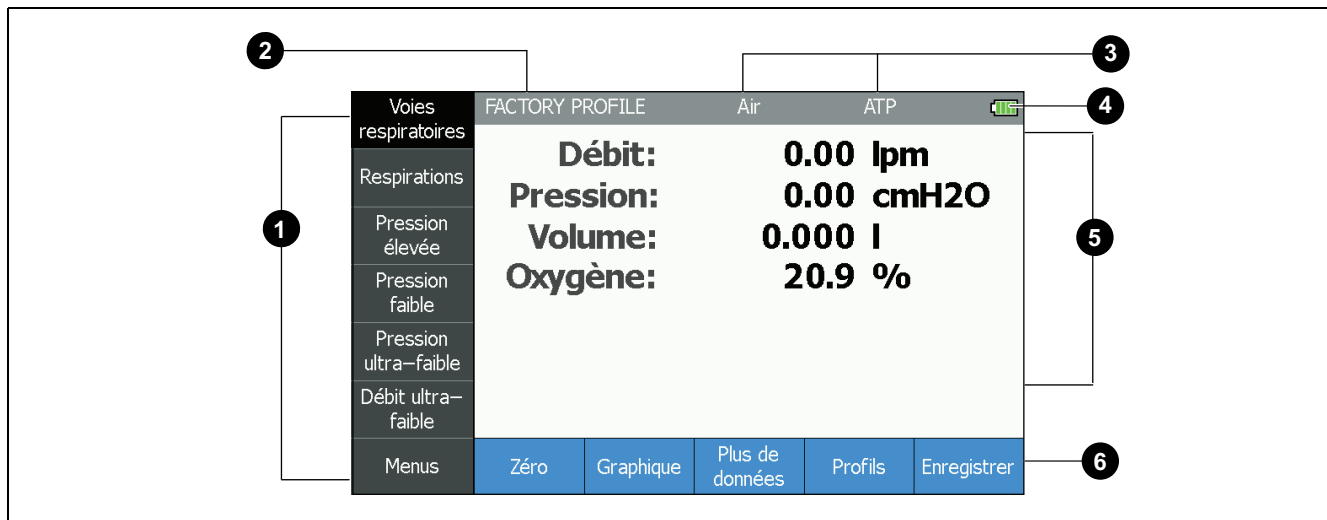 2
3
Voies
respiratoires
FACTORY PROFILE Air ATP
4
Respirations
Pression
élevée
Pression
faible
Pression
ultra–faible
Débit ultra–
faible
Menus
1
Débit: 0.00 lpm
Pression: 0.00 cmH2O
Volume: 0.000 l
Oxygène: 20.9 %
5
Zéro Graphique Plus de
données Profils Enregistrer
6